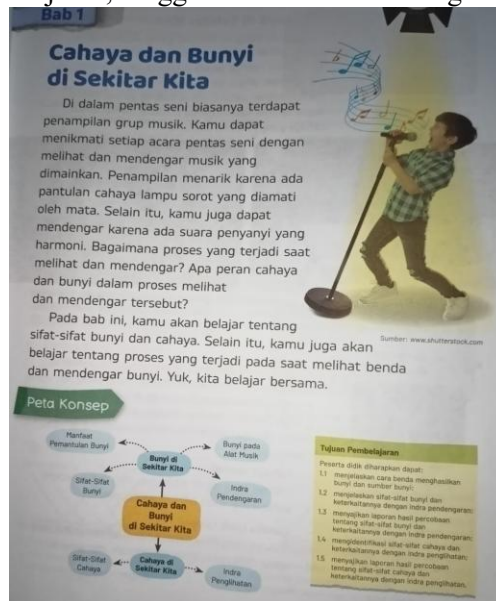 Bab 1
Cahaya dan Bunyi
di Sekitar Kita
Di dalam pentas seni biasanya terdapat
penampilan grup musik. Kamu dapat
menikmati setiap acara pentas seni dengan
melihat dan mendengar musik yang
dimainkan. Penampilan menarik karena ada
pantulan cahaya lampu sorot yang diamati
oleh mata. Selain itu, kamu juga dapat
mendengar karena ada suara penyanyi yang
harmoni. Bagaimana proses yang terjadi saat
melihat dan mendengar? Apa peran cahaya
dan bunyi dalam proses melihat
dan mendengar tersebut?
Pada bab ini, kamu akan belajar tentang
sifat-sifat bunyi dan cahaya. Selain itu, kamu juga akan
belajar tentang proses yang terjadi pada saat melihat benda
dan mendengar bunyi. Yuk, kita belajar bersama.
Sumber: www.shutterstock.com
Peta Konsep
Manfaat
Pemantulan Bunyi
Bunyi di
Sekitar Kita
Bunyi pada
Alat Musik
Sifat-Sifat
Bunyi
Indra
Pendengaran
Cahaya dan
Bunyi
di Sekitar Kita
Sifat-Sifat
Cahaya
Cahaya di
Sekitar Kita
Indra
Penglihatan
Tujuan Pembelajaran
Peserta didik diharapkan dapat:
1.1 menjelaskan cara benda menghasilkan
bunyi dan sumber bunyi;
1.2 menjelaskan sifat-sifat bunyi dan
keterkaitannya dengan indra pendengaran;
1.3 menyajikan laporan hasil percobaan
tentang sifat-sifat bunyi dan
keterkaitannya dengan indra pendengaran;
1.4 mengidentifikasi sifat-sifat cahaya dan
keterkaitannya dengan indra penglihatan;
1.5 menyajikan laporan hasil percobaan
tentang sifat-sifat cahaya dan
keterkaitannya dengan indra penglihatan.